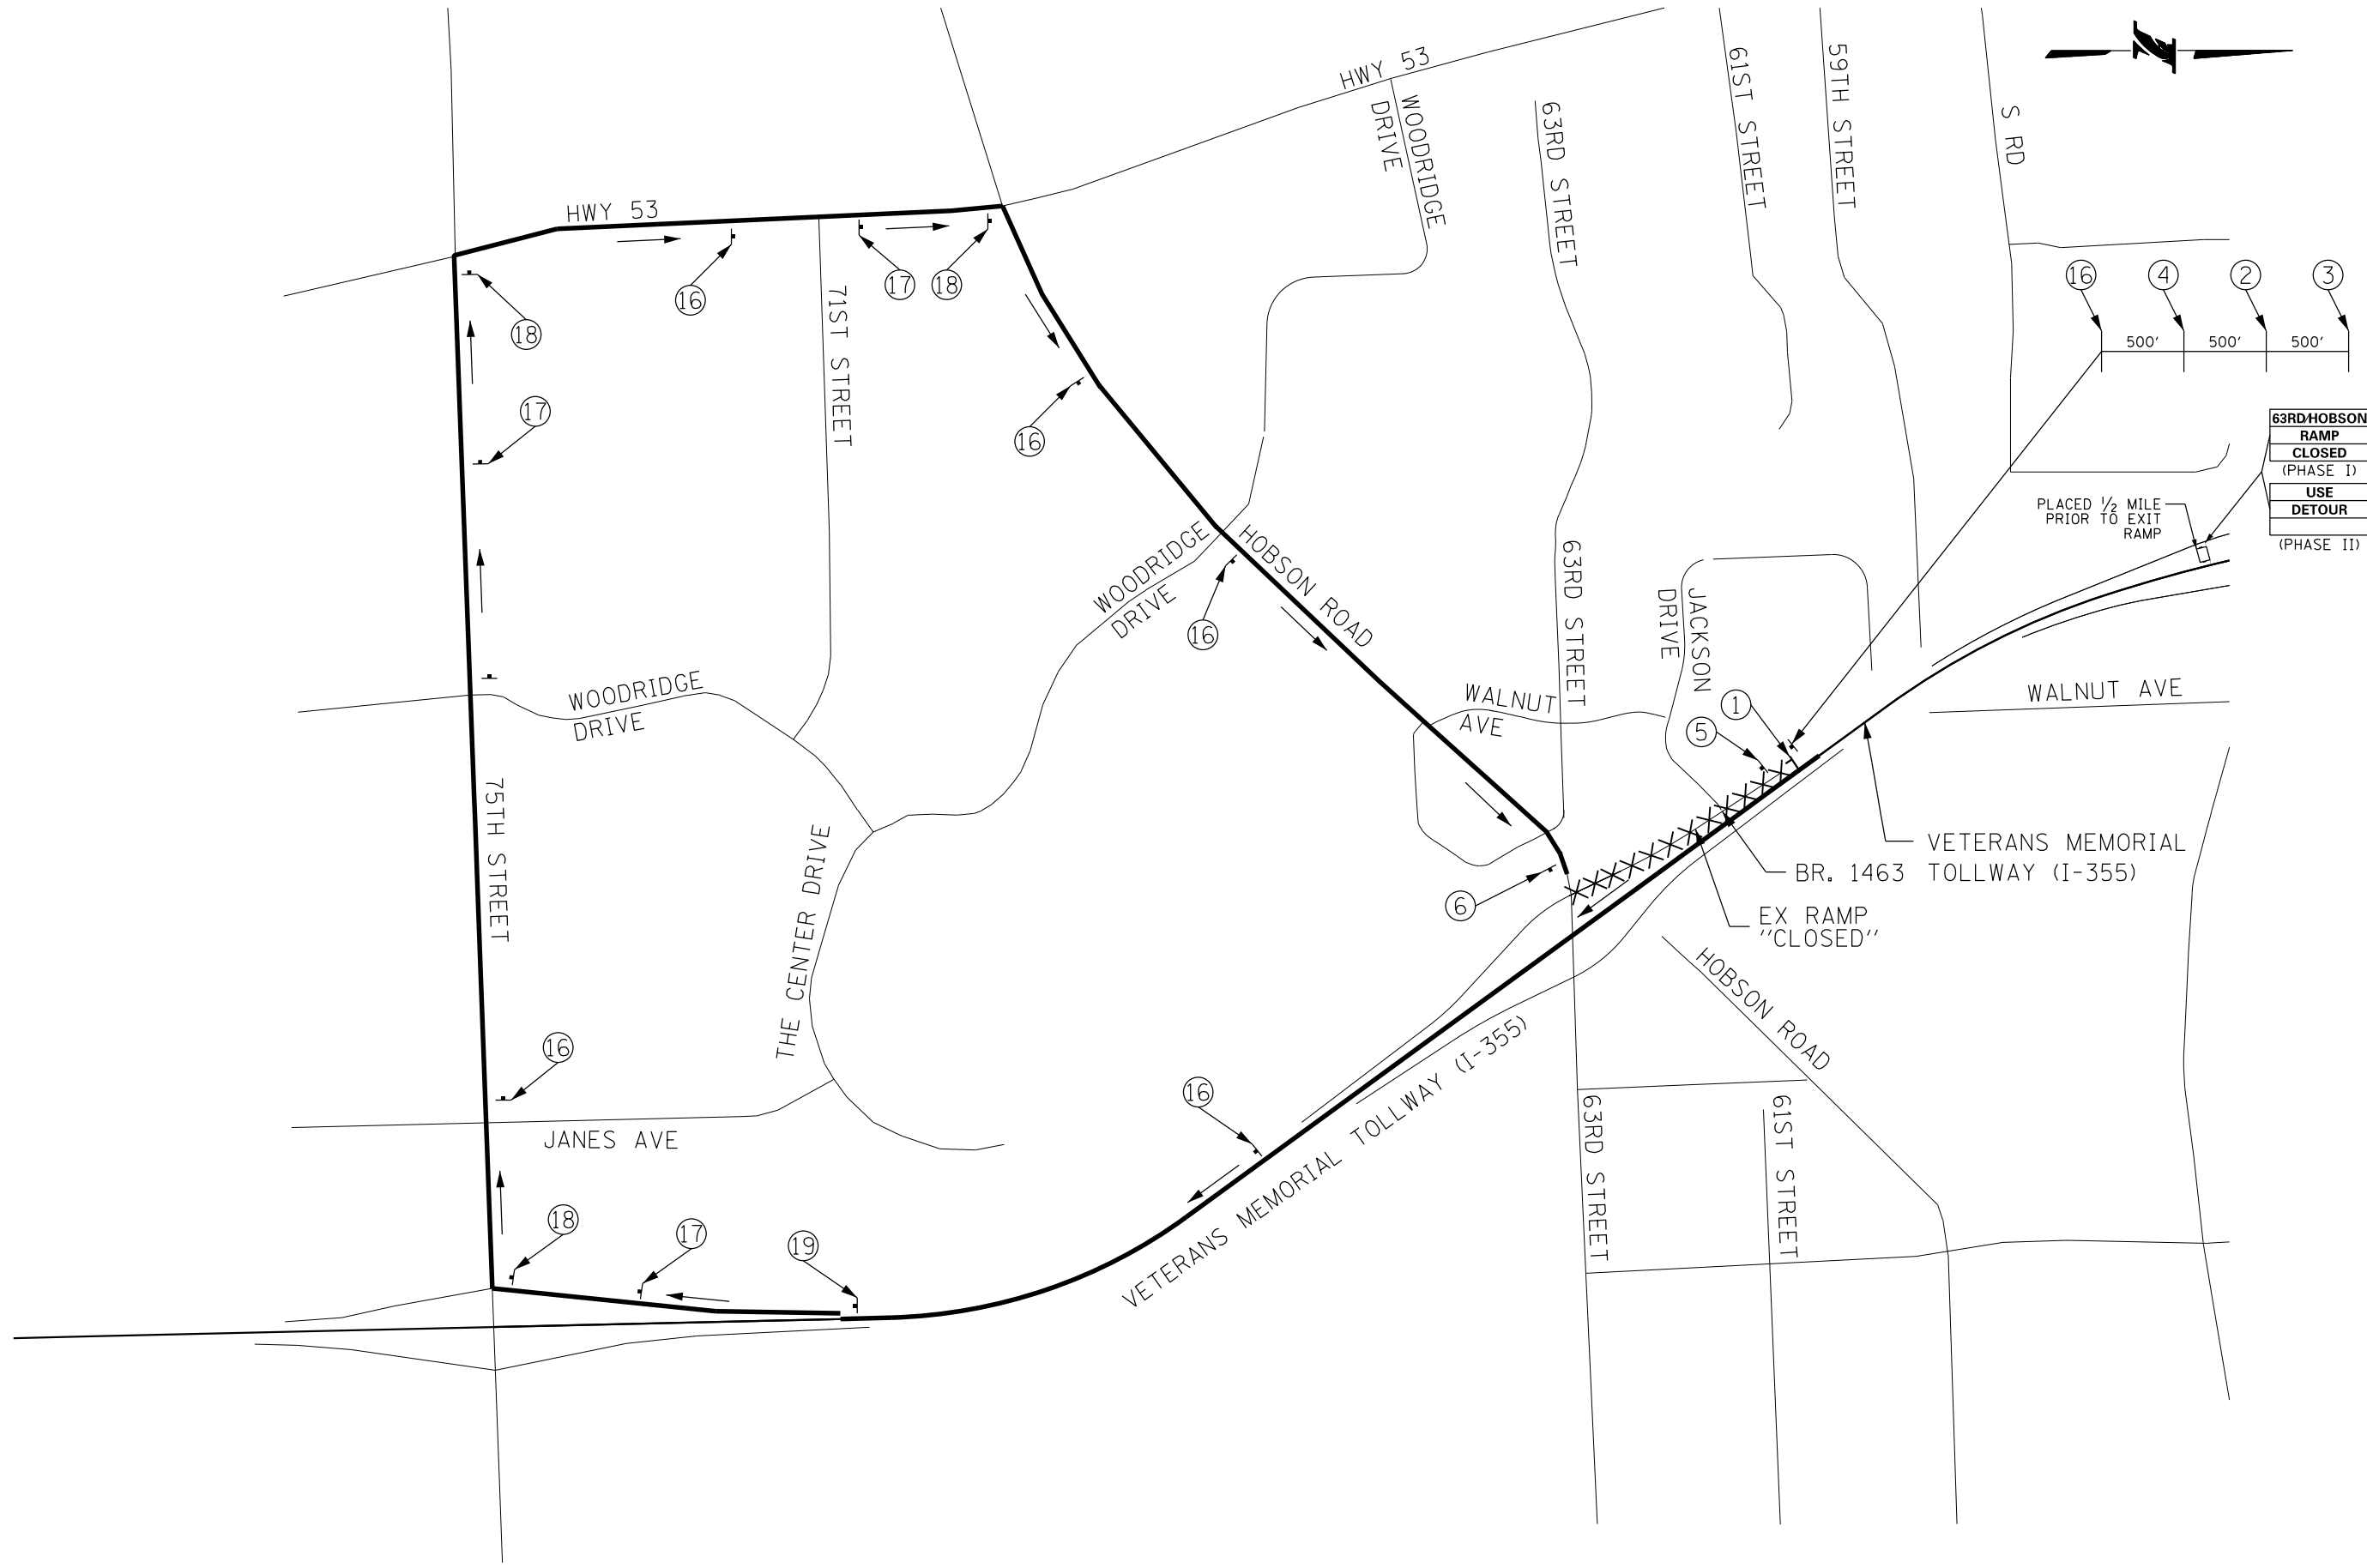 HWY 53
WOODRIDGE
DRIVE
61ST STREET
59TH STREET
S RD
63RD STREET
HWY 53
16
17
18
18
71ST STREET
17
16
16
4
2
3
500'
500'
500'
63RD/HOBSON
RAMP
CLOSED
(PHASE I)
USE
DETOUR
(PHASE II)
PLACED 1/2 MILE
PRIOR TO EXIT
RAMP
WOODRIDGE
DRIVE
HOBSON ROAD
16
63RD STREET
JACKSON
DRIVE
WALNUT
AVE
1
5
WALNUT AVE
WOODRIDGE
DRIVE
75TH STREET
THE CENTER DRIVE
VETERANS MEMORIAL
TOLLWAY (I-355)
BR. 1463
EX RAMP
"CLOSED"
6
HOBSON ROAD
16
16
JANES AVE
VETERANS MEMORIAL TOLLWAY (I-355)
63RD STREET
61ST STREET
18
17
19